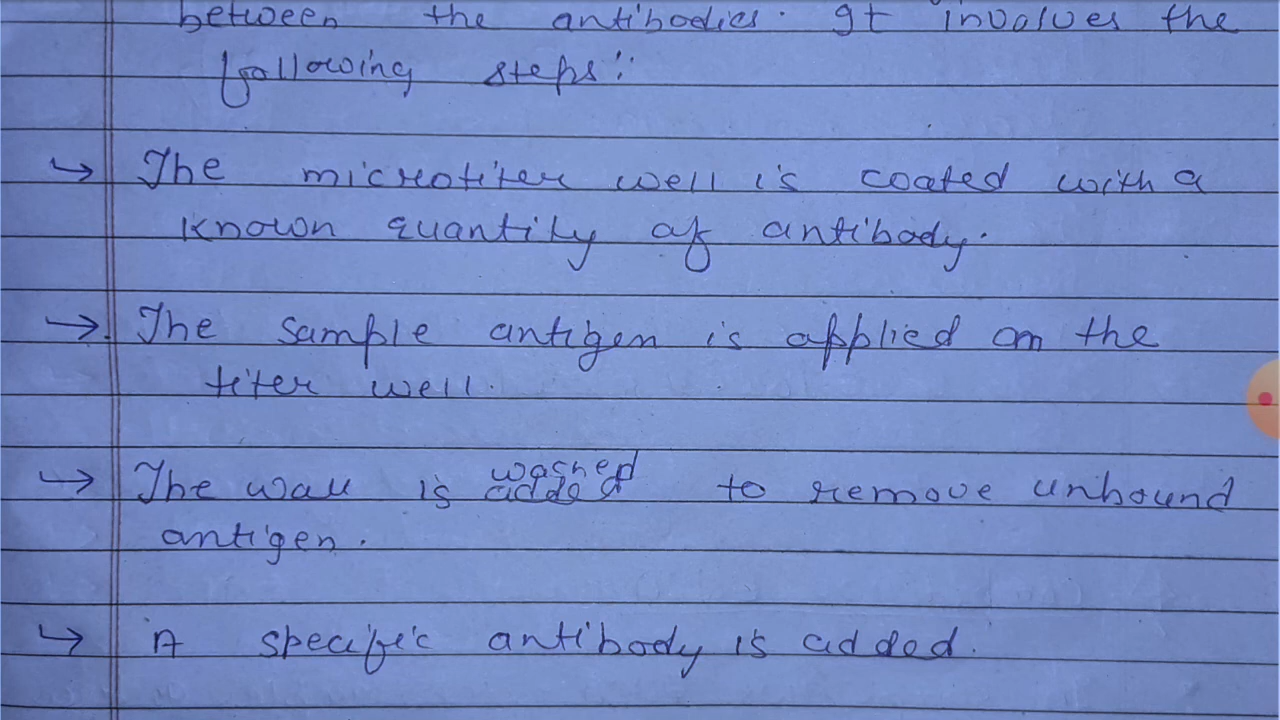 between the antibodies. It involves the
following steps:
→ The microtiter well is coated with a
known quantity of antibody.
→ The sample antigen is applied on the
titer well.
→ The wall is washed added to remove unbound
antigen.
→ A specific antibody is added.